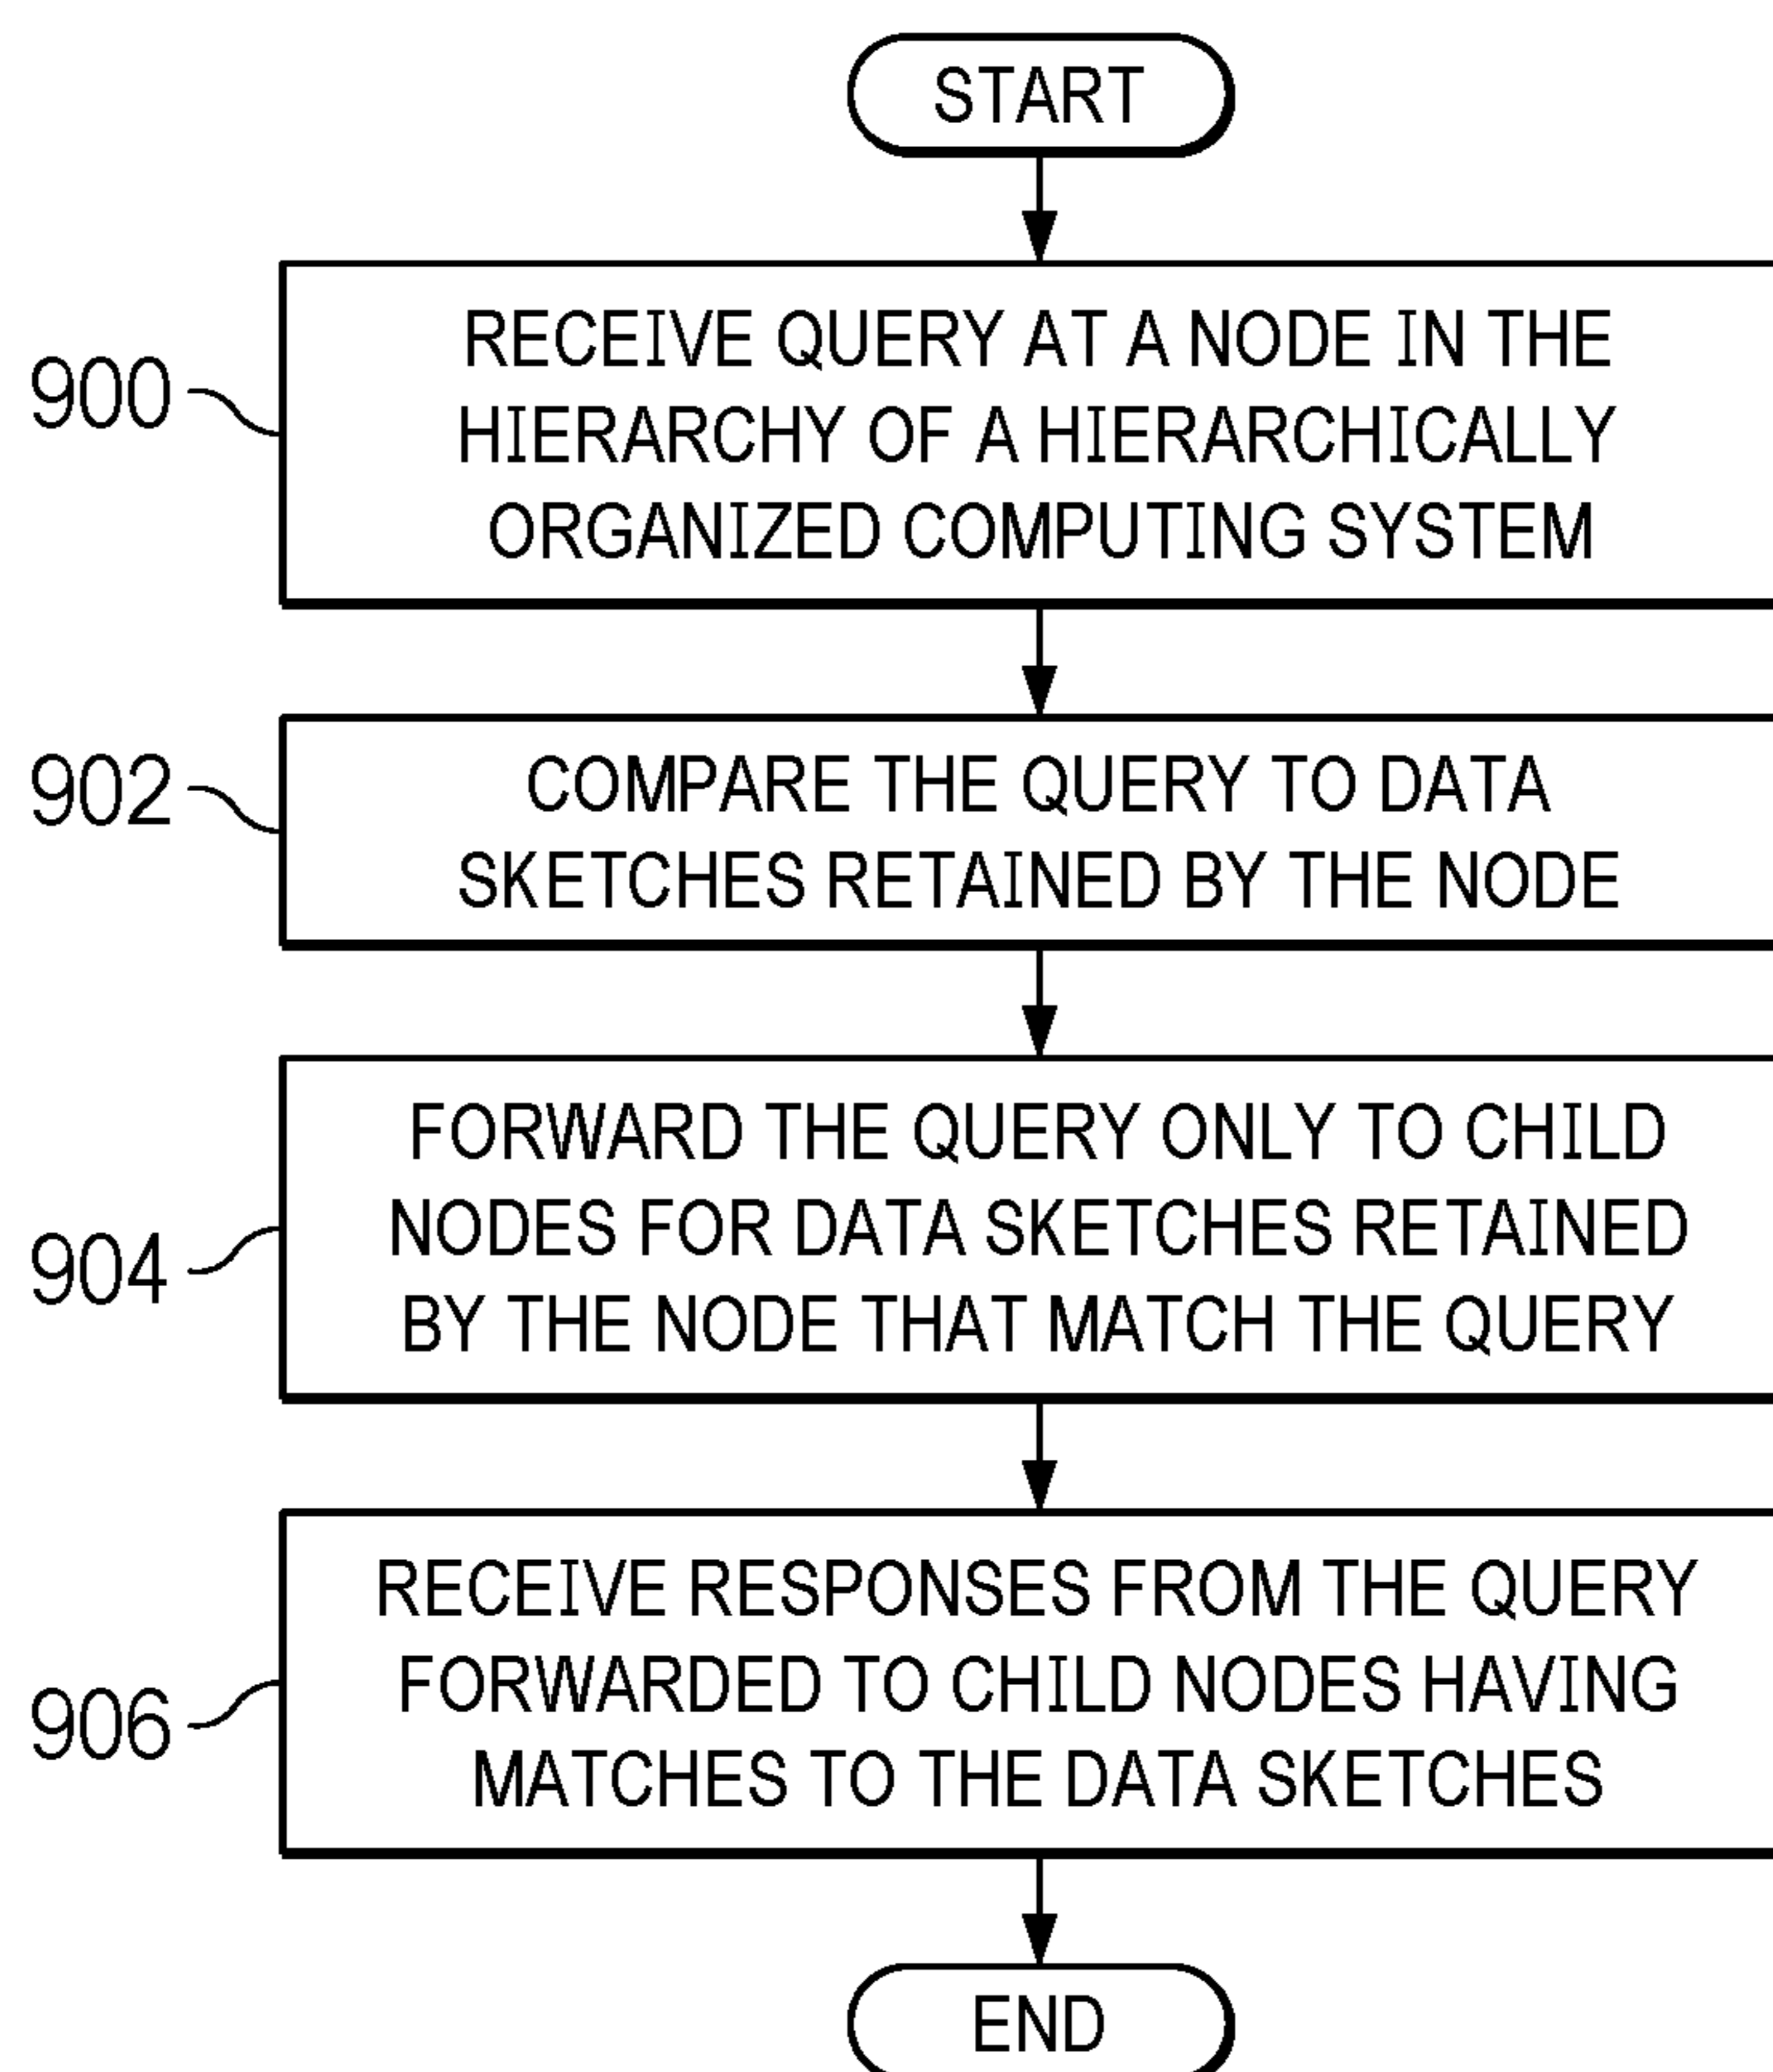 START
900
RECEIVE QUERY AT A NODE IN THE
HIERARCHY OF A HIERARCHICALLY
ORGANIZED COMPUTING SYSTEM
902
COMPARE THE QUERY TO DATA
SKETCHES RETAINED BY THE NODE
904
FORWARD THE QUERY ONLY TO CHILD
NODES FOR DATA SKETCHES RETAINED
BY THE NODE THAT MATCH THE QUERY
906
RECEIVE RESPONSES FROM THE QUERY
FORWARDED TO CHILD NODES HAVING
MATCHES TO THE DATA SKETCHES
END